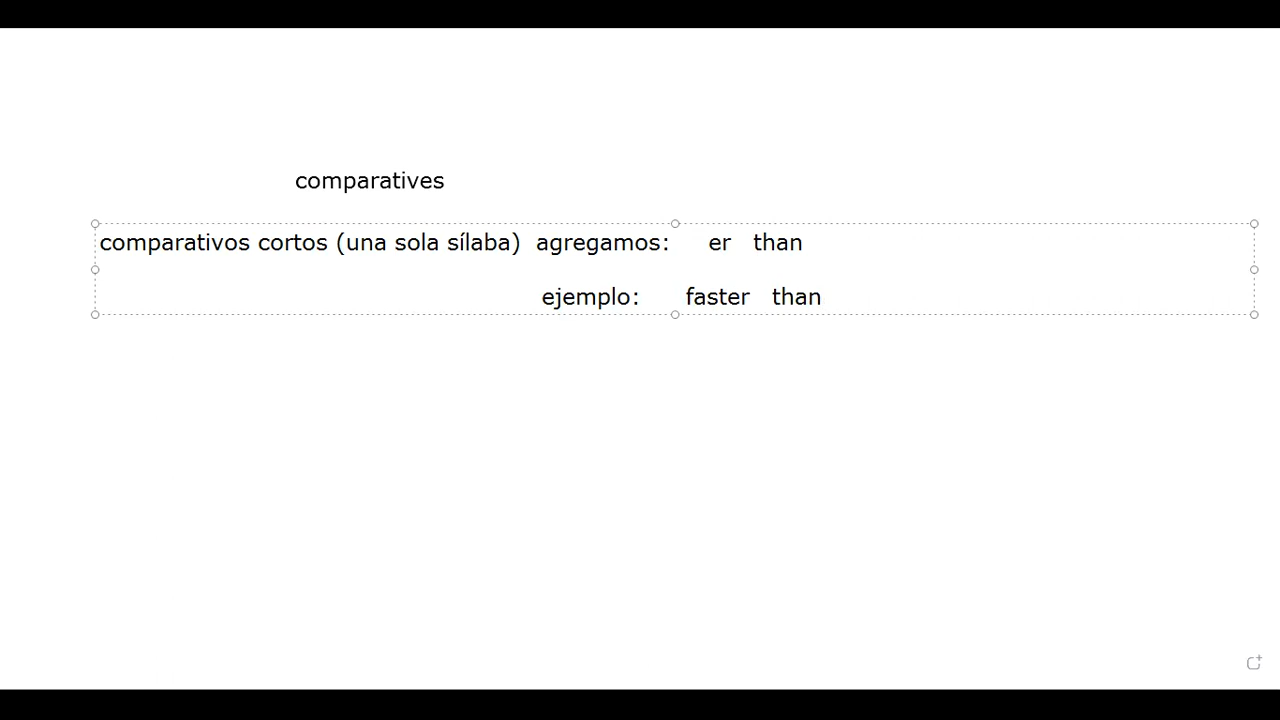 comparatives
comparativos cortos (una sola sílaba) agregamos: er than
ejemplo: faster than